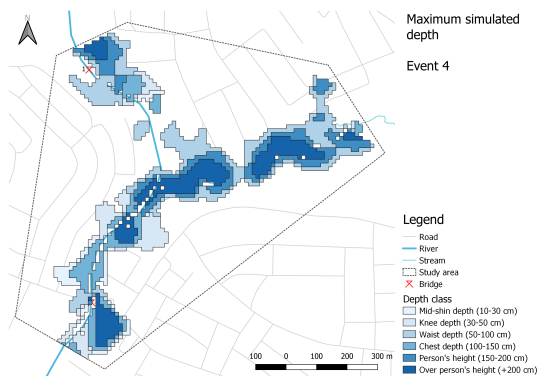 N
Maximum simulated
depth
Event 4
Legend
Road
River
Stream
Study area
Bridge
Depth class
Mid-shin depth (10-30 cm)
Knee depth (30-50 cm)
Waist depth (50-100 cm)
Chest depth (100-150 cm)
Person's height (150-200 cm)
Over person's height (+200 cm)
100 0 100 200 300 m